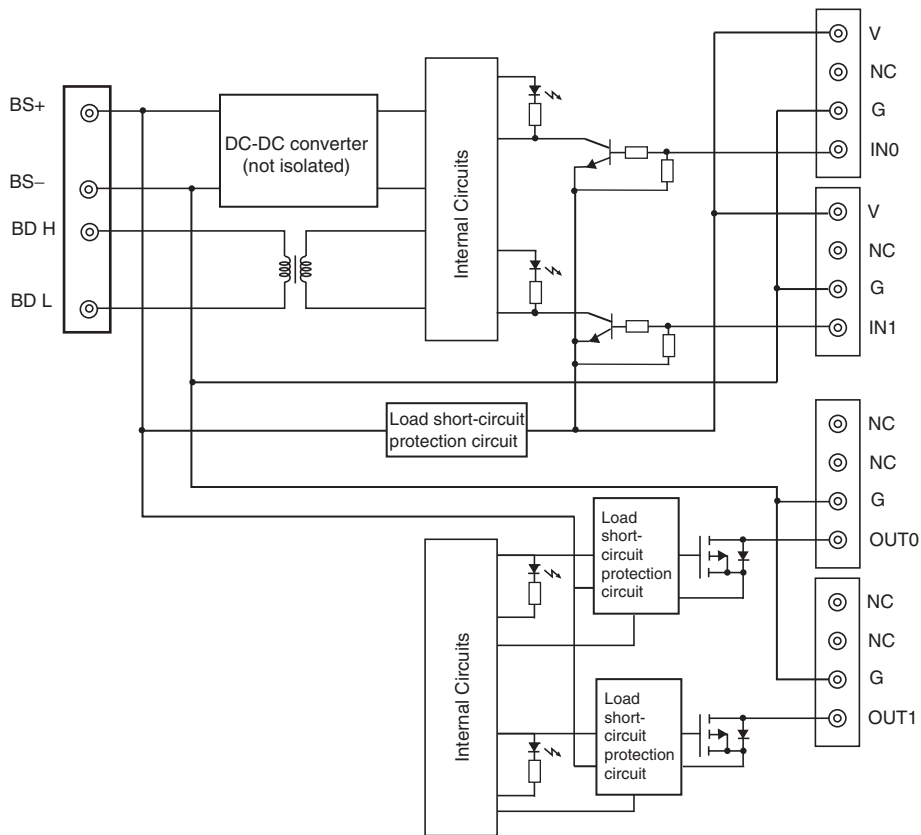 BS+
BS–
BD H
BD L
DC-DC converter
(not isolated)
Internal Circuits
V
NC
G
IN0
V
NC
G
IN1
Load short-circuit
protection circuit
NC
NC
G
OUT0
NC
NC
G
OUT1
Internal Circuits
Load
short-
circuit
protection
circuit
Load
short-
circuit
protection
circuit